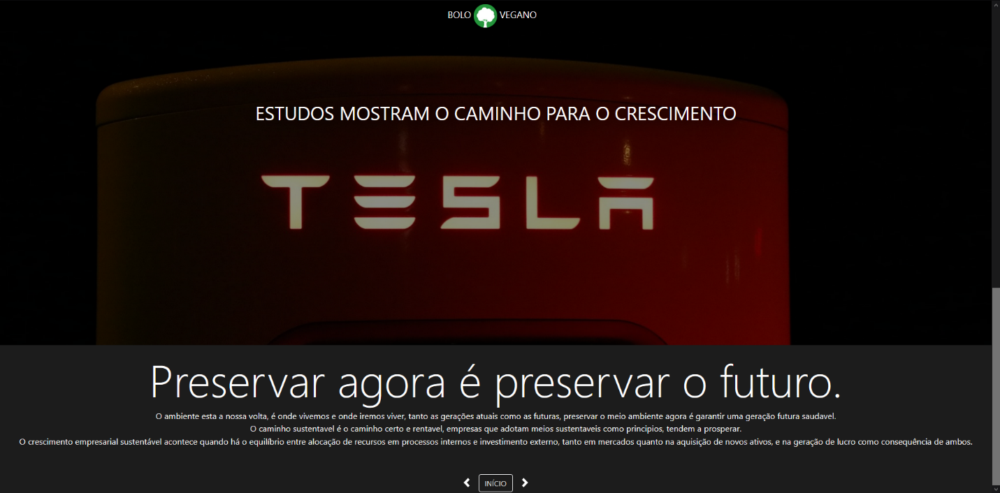 BOLO VEGANO
ESTUDOS MOSTRAM O CAMINHO PARA O CRESCIMENTO
TESLA
Preservar agora é preservar o futuro.
O ambiente esta a nossa volta, é onde vivemos e onde iremos viver, tanto as gerações atuais como as futuras, preservar o meio ambiente agora é garantir uma geração futura saudavel.
O caminho sustentavel é o caminho certo e rentavel, empresas que adotam meios sustentaveis como principios, tendem a prosperar.
O crescimento empresarial sustentável acontece quando há o equilíbrio entre alocação de recursos em processos internos e investimento externo, tanto em mercados quanto na aquisição de novos ativos, e na geração de lucro como consequência de ambos.
INÍCIO